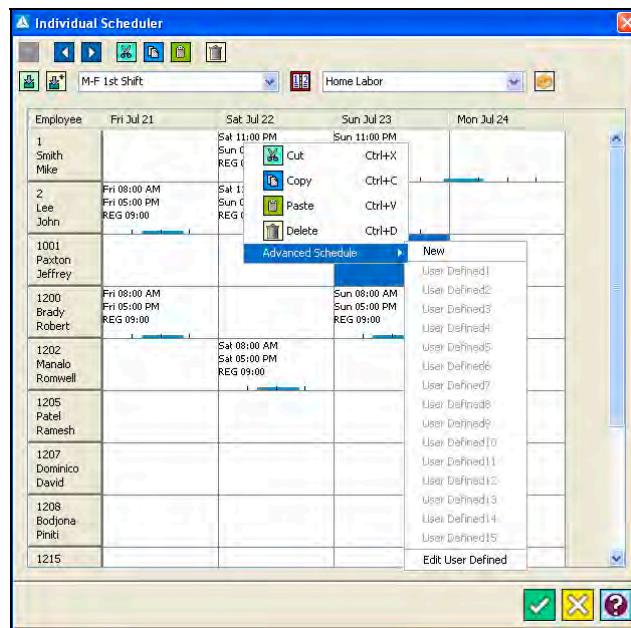 Individual Scheduler
M-F 1st Shift
Home Labor
Employee Fri Jul 21 Sat Jul 22 Sun Jul 23 Mon Jul 24
1
Smith
Mike
Sat 11:00 PM
Sun
REG
Sun 11:00 PM
2
Lee
John
Fri 08:00 AM
Fri 05:00 PM
REG 09:00
Sat
Sun
REG
1001
Paxton
Jeffrey
1200
Brady
Robert
Fri 08:00 AM
Fri 05:00 PM
REG 09:00
Sun 08:00 AM
Sun 05:00 PM
REG 09:00
1202
Manalo
Romwell
Sat 08:00 AM
Sat 05:00 PM
REG 09:00
1205
Patel
Ramesh
1207
Dominico
David
1208
Bodjona
Piniti
1215
Cut Ctrl+X
Copy Ctrl+C
Paste Ctrl+V
Delete Ctrl+D
Advanced Schedule
New
User Defined1
User Defined2
User Defined3
User Defined4
User Defined5
User Defined6
User Defined7
User Defined8
User Defined9
User Defined10
User Defined11
User Defined12
User Defined13
User Defined14
User Defined15
Edit User Defined